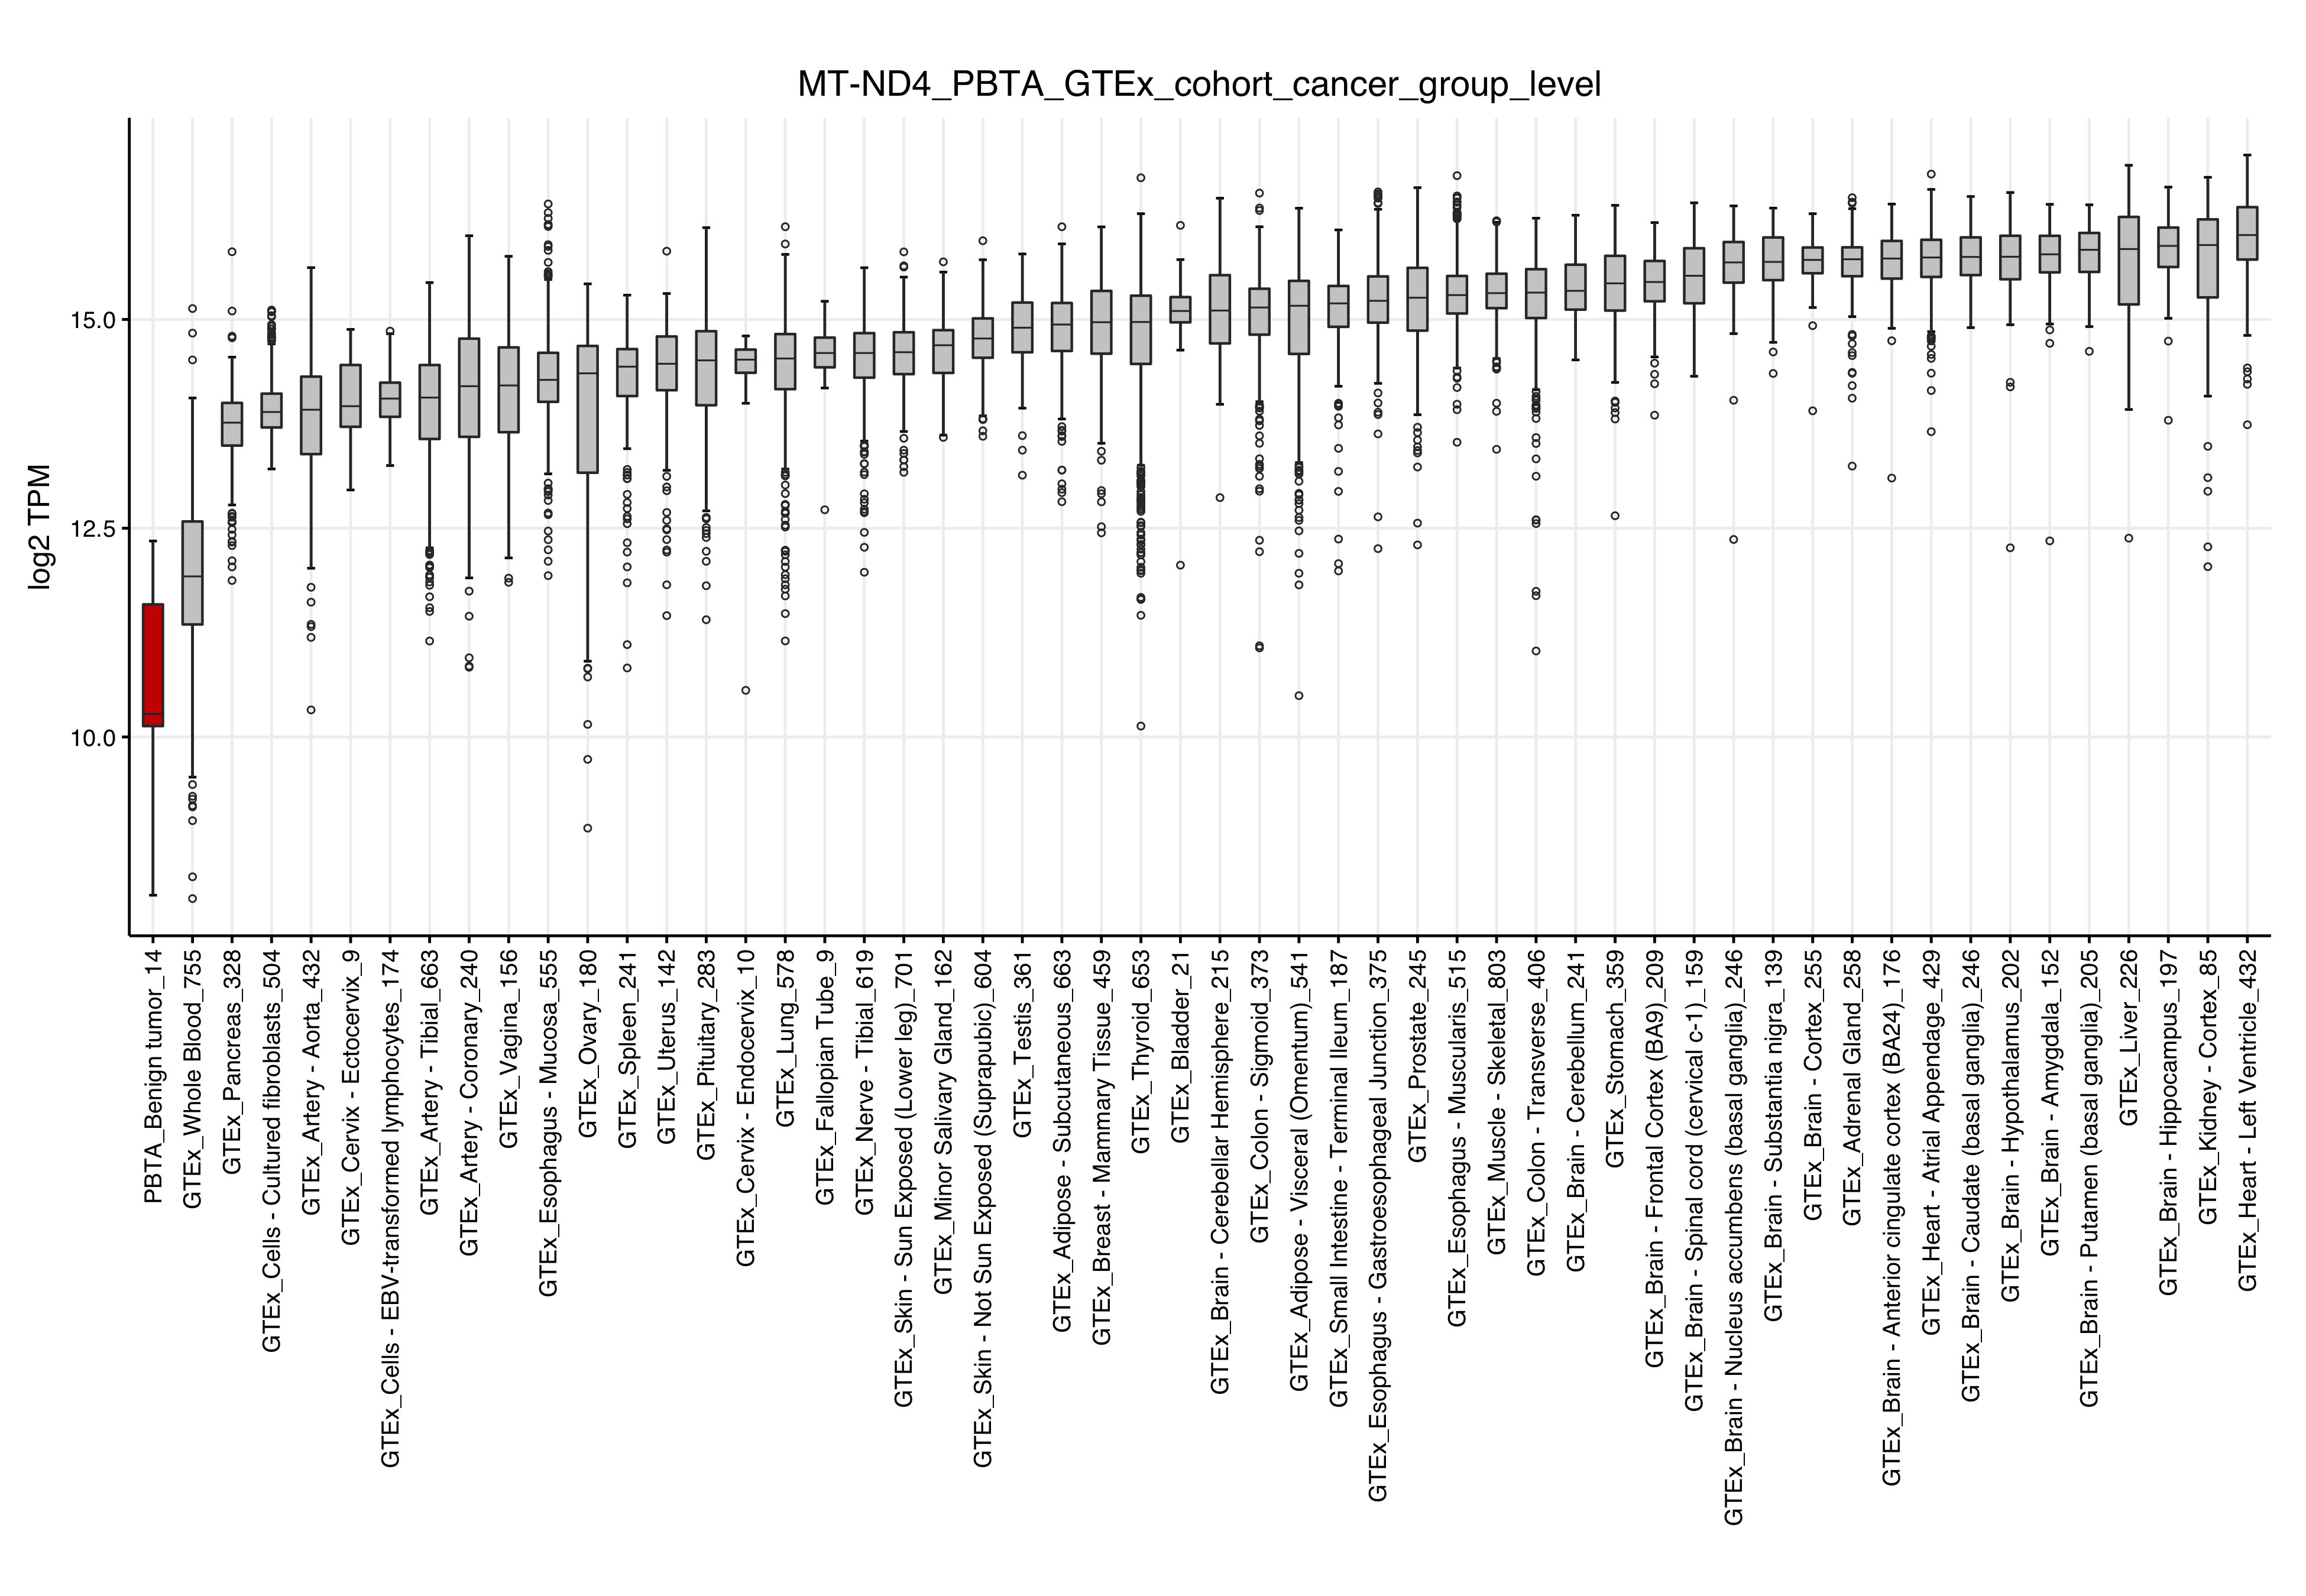 MT-ND4_PBTA_GTEx_cohort_cancer_group_level
log2 TPM
15.0
12.5
10.0
PBTA_Benign tumor_14
GTEx_Whole Blood_755
GTEx_Pancreas_328
GTEx_Cells - Cultured fibroblasts_504
GTEx_Artery - Aorta_432
GTEx_Cervix - Ectocervix_9
GTEx_Cells - EBV-transformed lymphocytes_174
GTEx_Artery - Tibial_663
GTEx_Artery - Coronary_240
GTEx_Vagina_156
GTEx_Esophagus - Mucosa_555
GTEx_Ovary_180
GTEx_Spleen_241
GTEx_Uterus_142
GTEx_Pituitary_283
GTEx_Cervix - Endocervix_10
GTEx_Lung_578
GTEx_Fallopian Tube_9
GTEx_Nerve - Tibial_619
GTEx_Skin - Sun Exposed (Lower leg)_701
GTEx_Minor Salivary Gland_162
GTEx_Skin - Not Sun Exposed (Suprapubic)_604
GTEx_Testis_361
GTEx_Adipose - Subcutaneous_663
GTEx_Breast - Mammary Tissue_459
GTEx_Thyroid_653
GTEx_Bladder_21
GTEx_Brain - Cerebellar Hemisphere_215
GTEx_Colon - Sigmoid_373
GTEx_Adipose - Visceral (Omentum)_541
GTEx_Small Intestine - Terminal Ileum_187
GTEx_Esophagus - Gastroesophageal Junction_375
GTEx_Prostate_245
GTEx_Esophagus - Muscularis_515
GTEx_Muscle - Skeletal_803
GTEx_Colon - Transverse_406
GTEx_Brain - Cerebellum_241
GTEx_Stomach_359
GTEx_Brain - Frontal Cortex (BA9)_209
GTEx_Brain - Spinal cord (cervical c-1)_159
GTEx_Brain - Nucleus accumbens (basal ganglia)_246
GTEx_Brain - Substantia nigra_139
GTEx_Brain - Cortex_255
GTEx_Adrenal Gland_258
GTEx_Brain - Anterior cingulate cortex (BA24)_176
GTEx_Heart - Atrial Appendage_429
GTEx_Brain - Caudate (basal ganglia)_246
GTEx_Brain - Hypothalamus_202
GTEx_Brain - Amygdala_152
GTEx_Brain - Putamen (basal ganglia)_205
GTEx_Liver_226
GTEx_Brain - Hippocampus_197
GTEx_Kidney - Cortex_85
GTEx_Heart - Left Ventricle_432